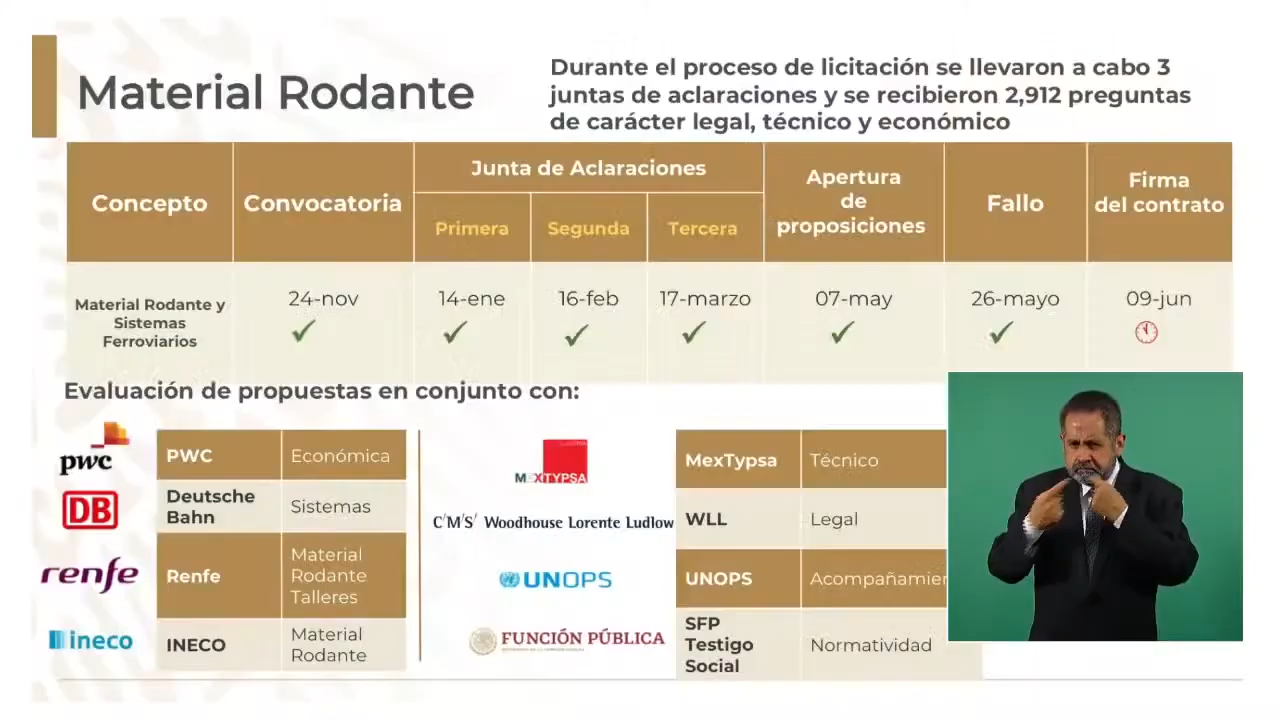 Material Rodante
Durante el proceso de licitación se llevaron a cabo 3
juntas de aclaraciones y se recibieron 2,912 preguntas
de carácter legal, técnico y económico
Concepto
Convocatoria
Junta de Aclaraciones
Primera
Segunda
Tercera
Apertura
de
proposiciones
Fallo
Firma
del contrato
Material Rodante y
Sistemas
Ferroviarios
24-nov
14-ene
16-feb
17-marzo
07-may
26-mayo
09-jun
Evaluación de propuestas en conjunto con:
pwc
PWC
Económica
DB
Deutsche
Bahn
Sistemas
renfe
Renfe
Material
Rodante
Talleres
ineco
INECO
Material
Rodante
MEXTYPSA
MexTypsa
Técnico
C/M/S/ Woodhouse Lorente Ludlow
WLL
Legal
UNOPS
UNOPS
Acompañamier
FUNCIÓN PÚBLICA
SFP
Testigo
Social
Normatividad